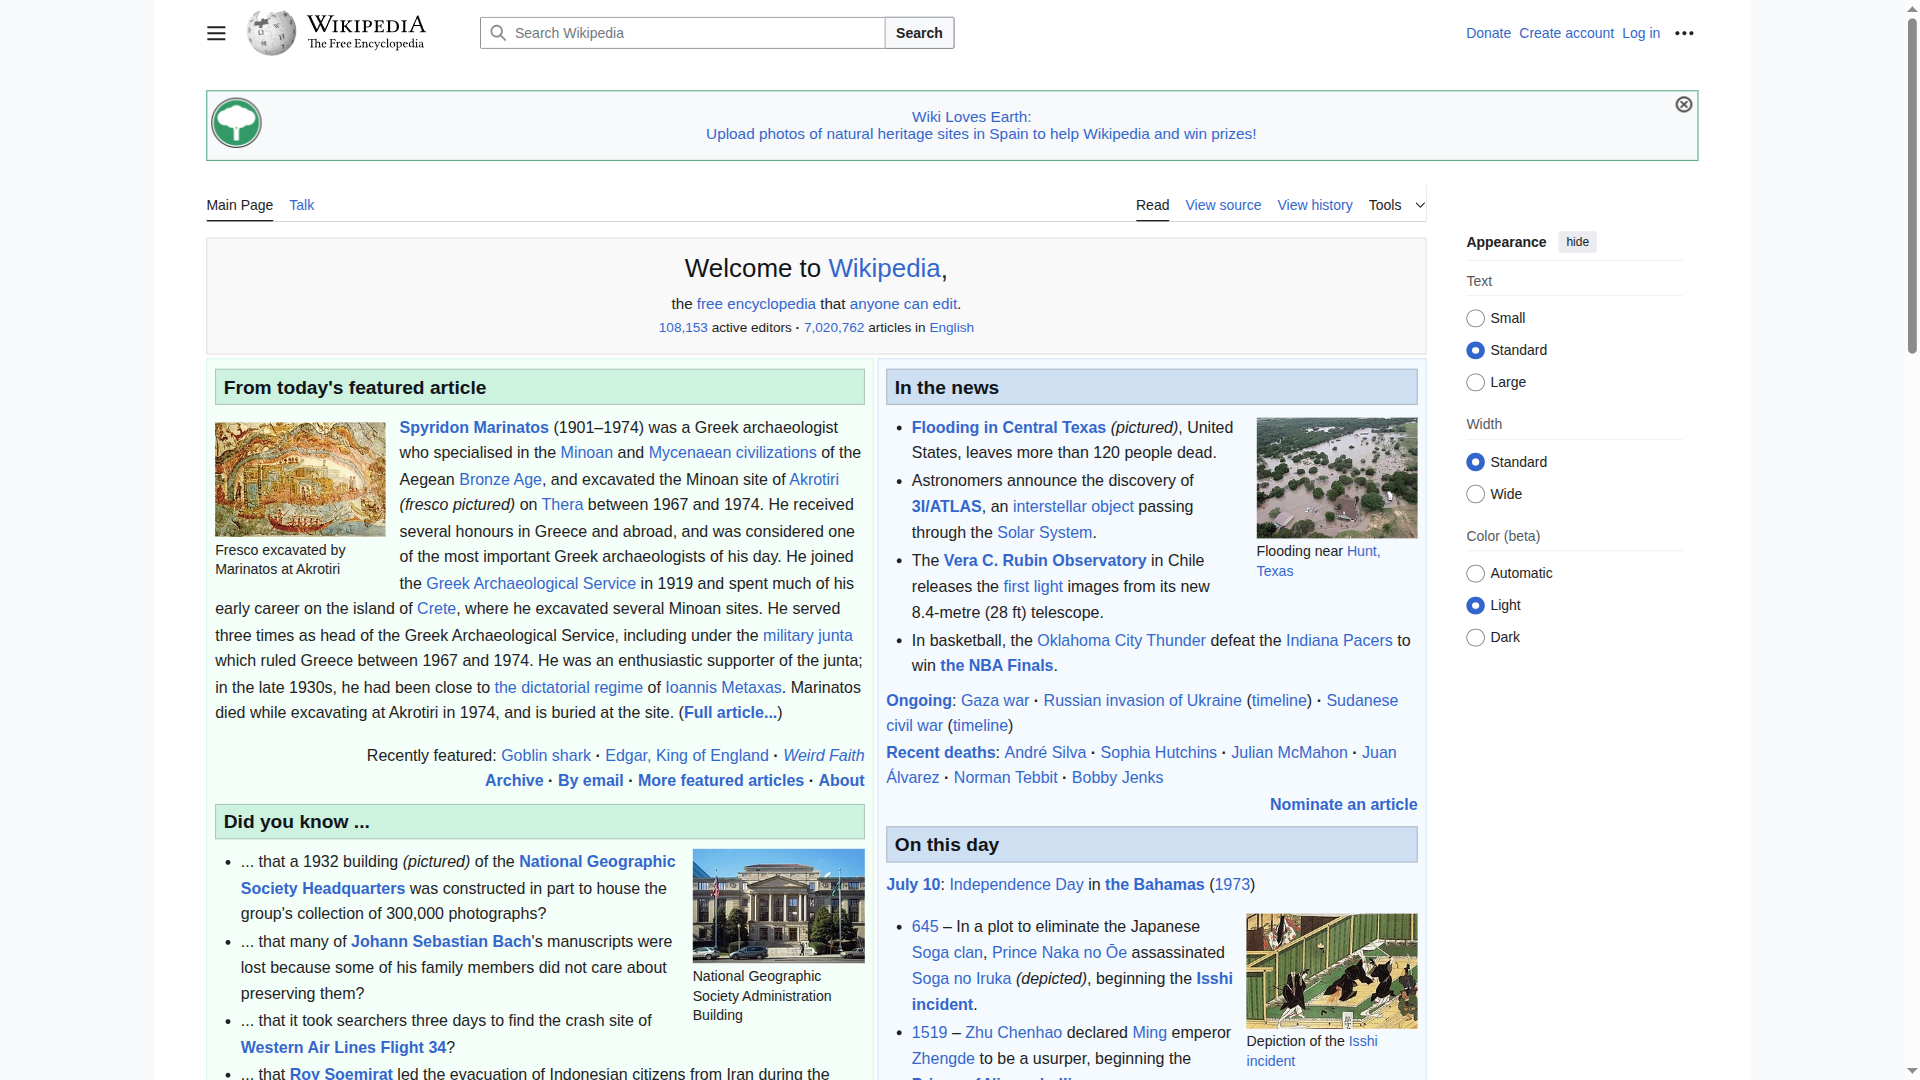 WIKIPEDIA
The Free Encyclopedia
Search Wikipedia
Search
Donate Create account Log in
Wiki Loves Earth:
Upload photos of natural heritage sites in Spain to help Wikipedia and win prizes!
Main Page Talk
Read View source View history Tools
Welcome to Wikipedia,
the free encyclopedia that anyone can edit.
108,153 active editors · 7,020,762 articles in English
From today's featured article
Fresco excavated by
Marinatos at Akrotiri
Spyridon Marinatos (1901–1974) was a Greek archaeologist
who specialised in the Minoan and Mycenaean civilizations of the
Aegean Bronze Age, and excavated the Minoan site of Akrotiri
(fresco pictured) on Thera between 1967 and 1974. He received
several honours in Greece and abroad, and was considered one
of the most important Greek archaeologists of his day. He joined
the Greek Archaeological Service in 1919 and spent much of his
early career on the island of Crete, where he excavated several Minoan sites. He served
three times as head of the Greek Archaeological Service, including under the military junta
which ruled Greece between 1967 and 1974. He was an enthusiastic supporter of the junta;
in the late 1930s, he had been close to the dictatorial regime of Ioannis Metaxas. Marinatos
died while excavating at Akrotiri in 1974, and is buried at the site. (Full article...)
Recently featured: Goblin shark · Edgar, King of England · Weird Faith
Archive · By email · More featured articles · About
Did you know ...
... that a 1932 building (pictured) of the National Geographic
Society Headquarters was constructed in part to house the
group's collection of 300,000 photographs?
... that many of Johann Sebastian Bach's manuscripts were
lost because some of his family members did not care about
preserving them?
... that it took searchers three days to find the crash site of
Western Air Lines Flight 34?
... that Roy Soemirat led the evacuation of Indonesian citizens from Iran during the
National Geographic
Society Administration
Building
In the news
Flooding in Central Texas (pictured), United
States, leaves more than 120 people dead.
Astronomers announce the discovery of
3I/ATLAS, an interstellar object passing
through the Solar System.
The Vera C. Rubin Observatory in Chile
releases the first light images from its new
8.4-metre (28 ft) telescope.
In basketball, the Oklahoma City Thunder defeat the Indiana Pacers to
win the NBA Finals.
Flooding near Hunt,
Texas
Ongoing: Gaza war · Russian invasion of Ukraine (timeline) · Sudanese
civil war (timeline)
Recent deaths: André Silva · Sophia Hutchins · Julian McMahon · Juan
Álvarez · Norman Tebbit · Bobby Jenks
Nominate an article
On this day
July 10: Independence Day in the Bahamas (1973)
645 – In a plot to eliminate the Japanese
Soga clan, Prince Naka no Ōe assassinated
Soga no Iruka (depicted), beginning the Isshi
incident.
1519 – Zhu Chenhao declared Ming emperor
Zhengde to be a usurper, beginning the
Depiction of the Isshi
incident
Appearance hide
Text
Small
Standard
Large
Width
Standard
Wide
Color (beta)
Automatic
Light
Dark